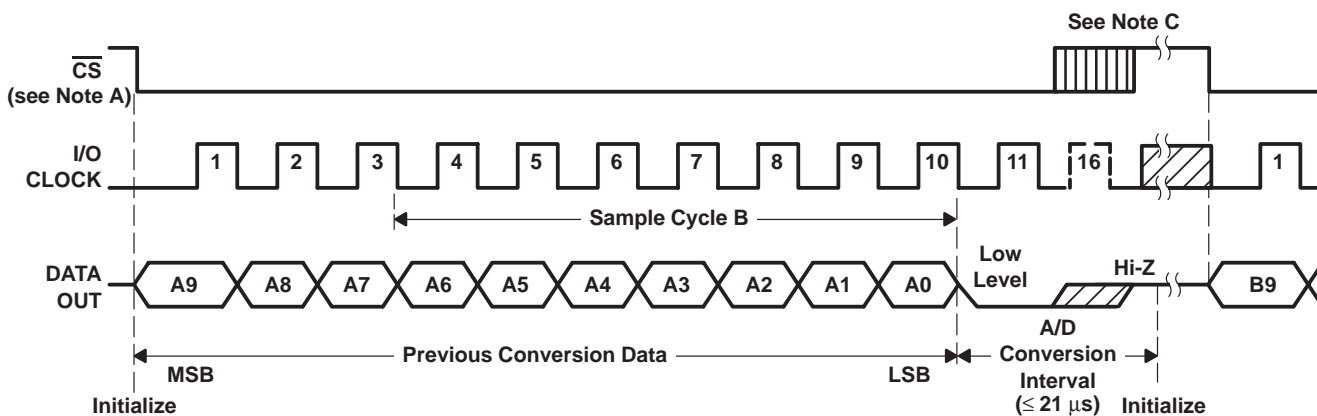 See Note C
CS
(see Note A)
I/O
CLOCK
1 2 3 4 5 6 7 8 9 10 11 16 1
Sample Cycle B
DATA
OUT
A9 A8 A7 A6 A5 A4 A3 A2 A1 A0
Low
Level
Hi-Z
B9
Previous Conversion Data
MSB
LSB
A/D
Conversion
Interval
(≤ 21 μs)
Initialize
Initialize